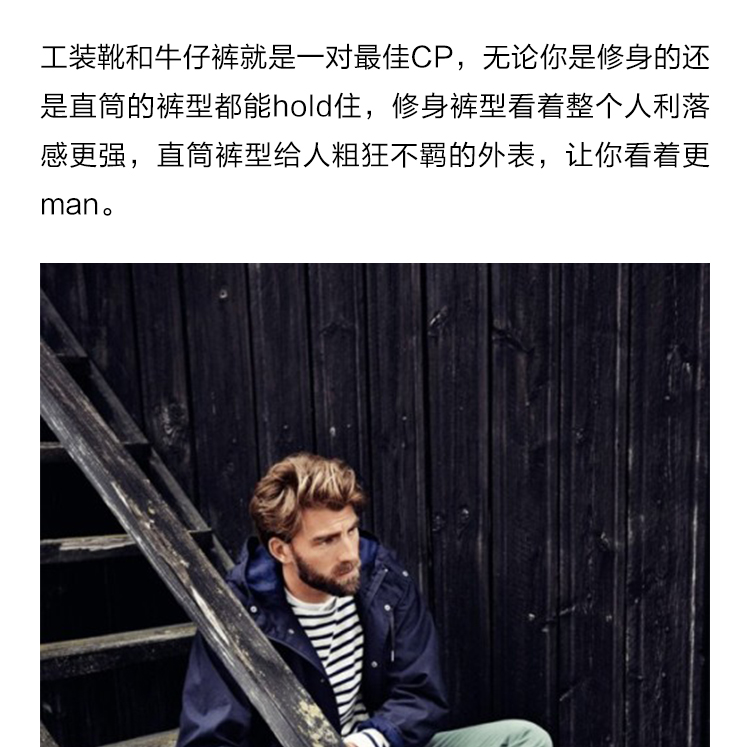 工装靴和牛仔裤就是一对最佳CP，无论你是修身的还
是直筒的裤型都能hold住，修身裤型看着整个人利落
感更强，直筒裤型给人粗狂不羁的外表，让你看着更
man。